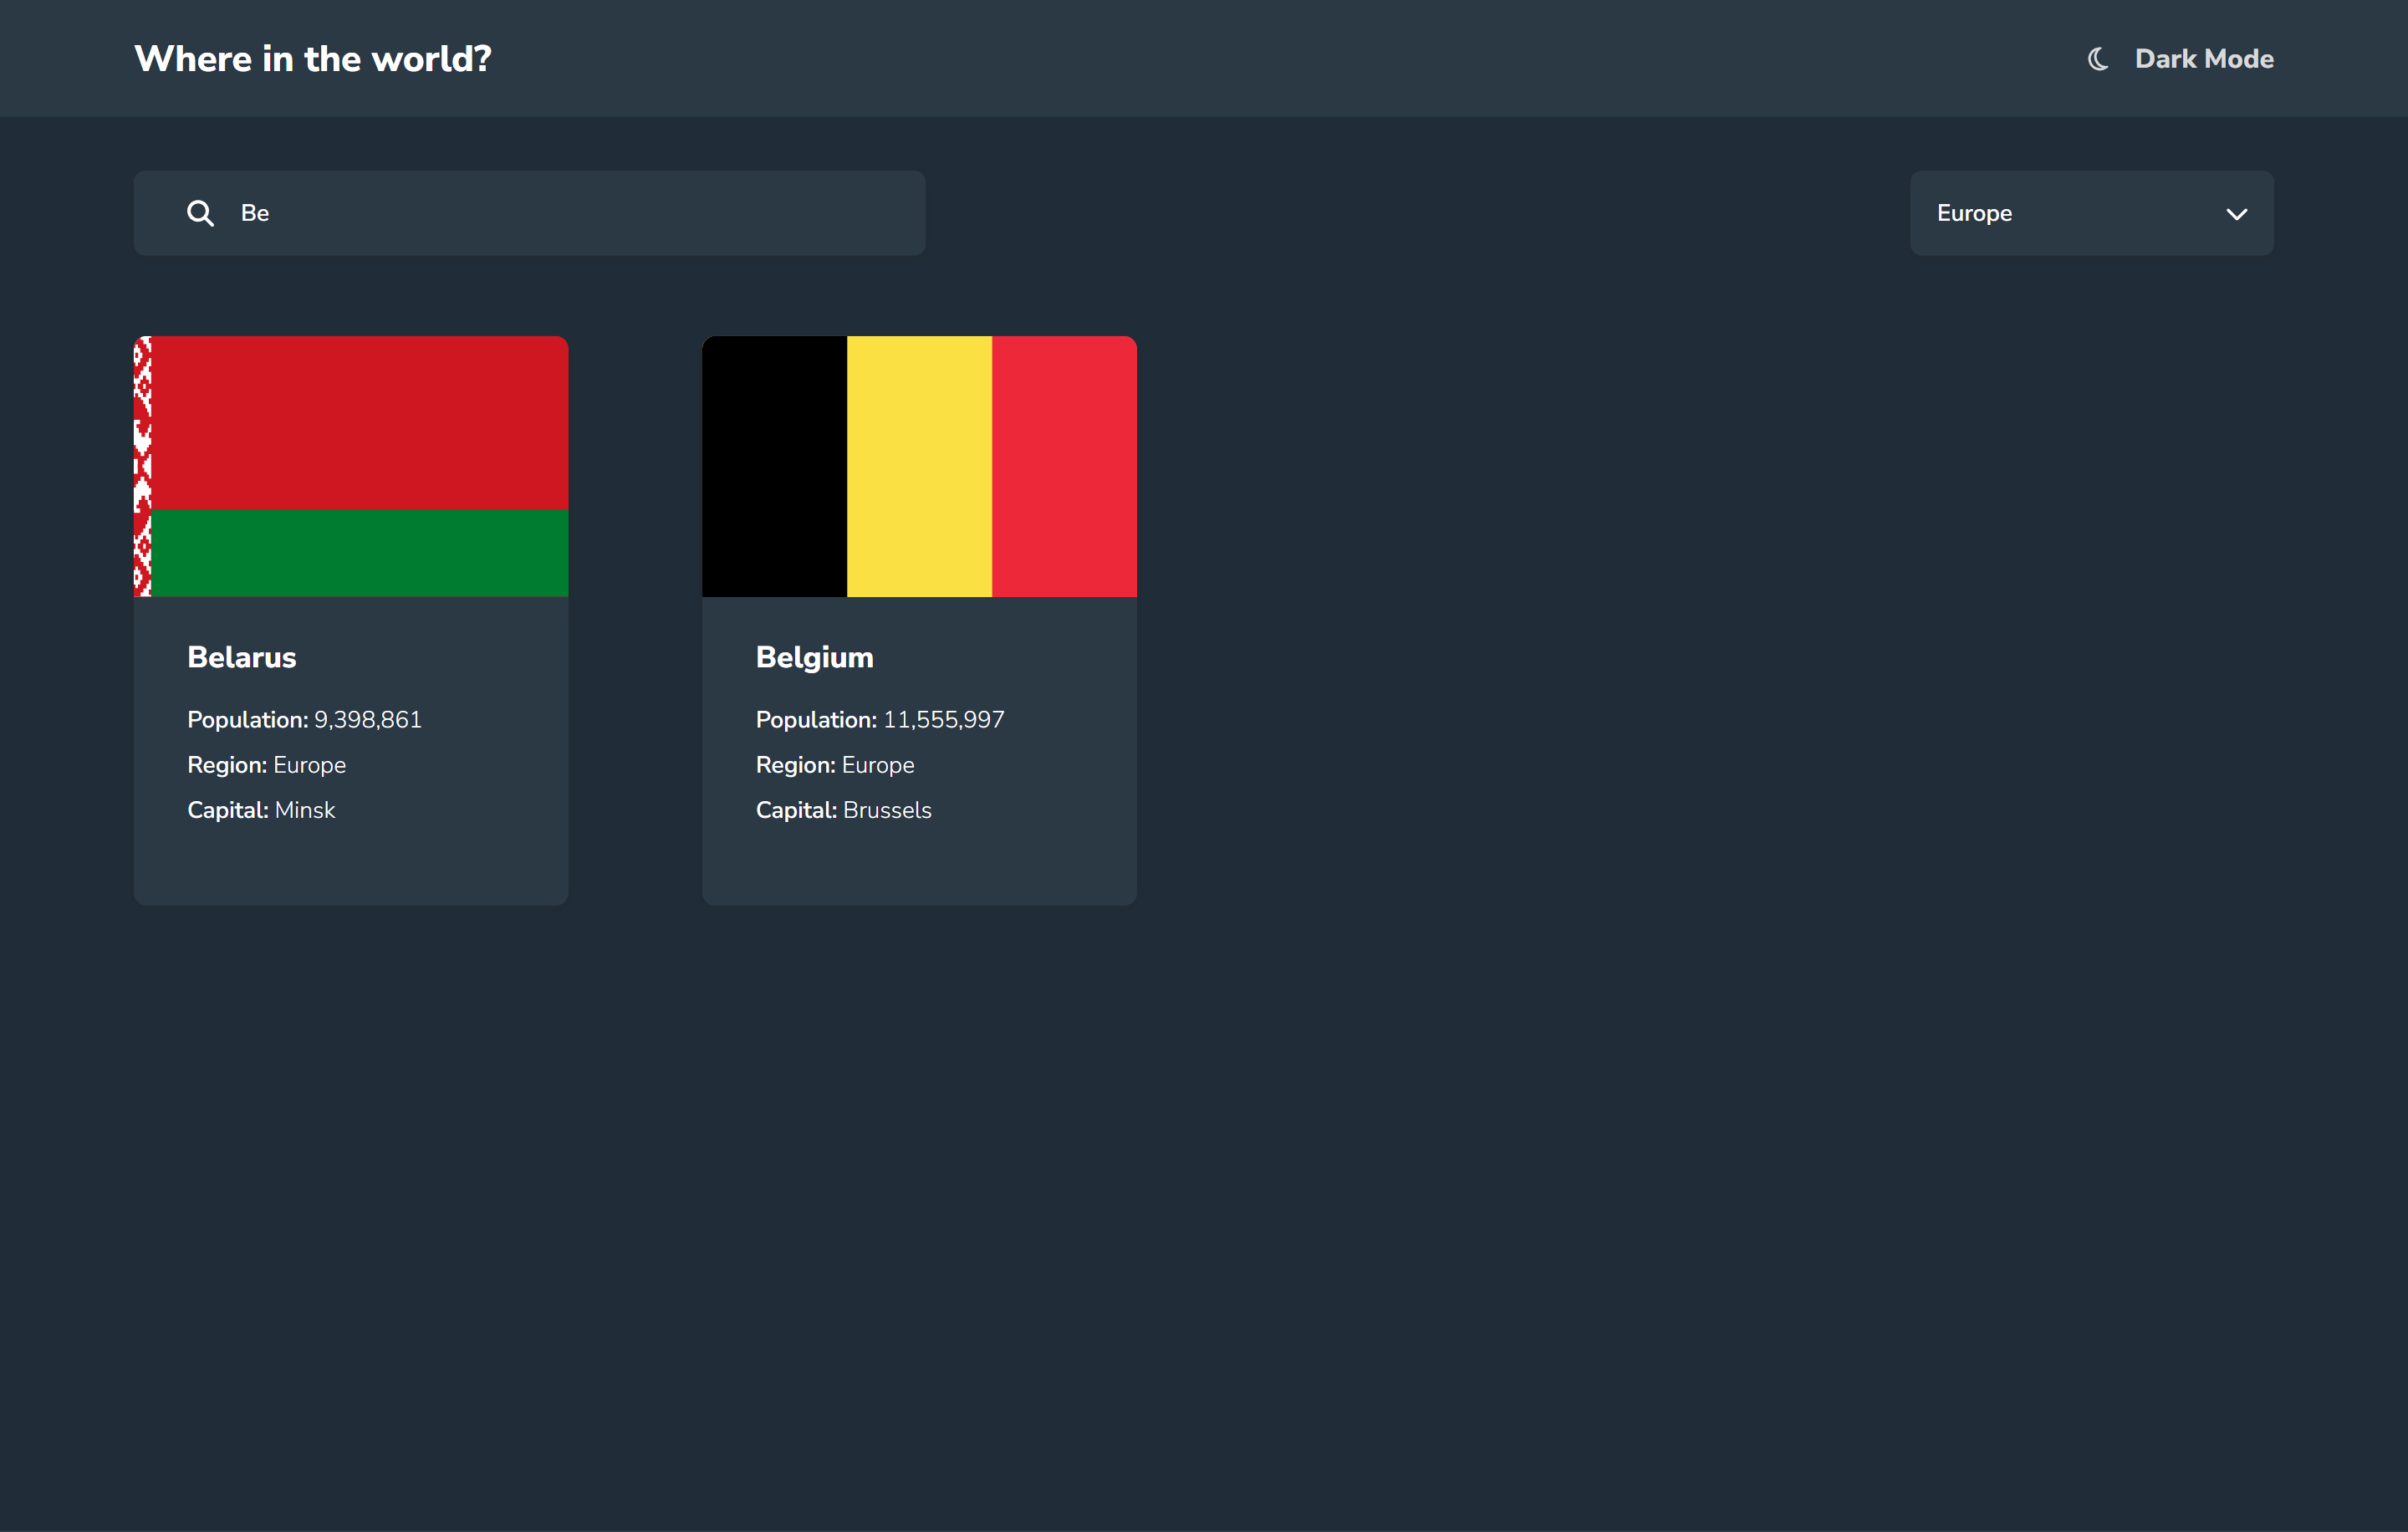 Where in the world?
Dark Mode
Be
Europe
Belarus
Population: 9,398,861
Region: Europe
Capital: Minsk
Belgium
Population: 11,555,997
Region: Europe
Capital: Brussels